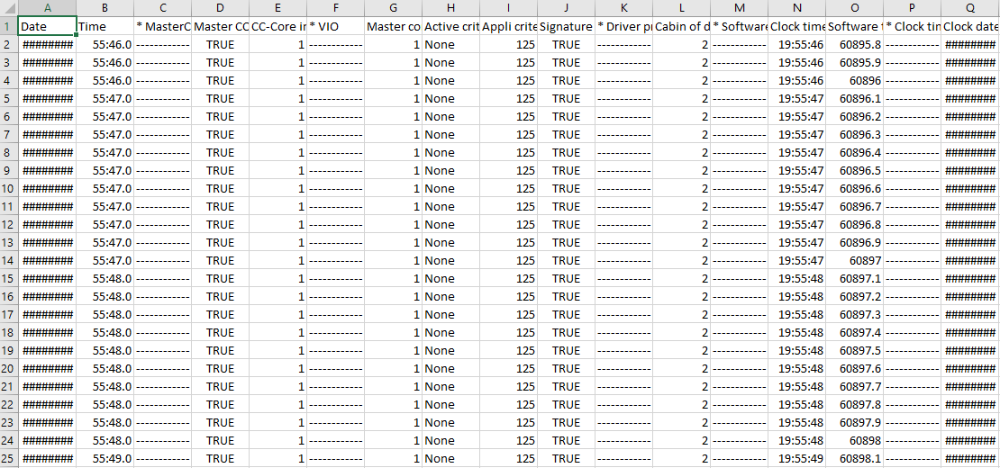 A B C D E F G H I J K L M N O P Q
1 Date Time * MasterC Master CC CC-Core ir * VIO Master co Active crit Appli crite Signature * Driver pr Cabin of d * Software Clock time Software t * Clock tin Clock date
2 ######## 55:46.0 ------------ TRUE 1 ------------ 1 None 125 TRUE ------------ 2 ------------ 19:55:46 60895.8 ------------ ########
3 ######## 55:46.0 ------------ TRUE 1 ------------ 1 None 125 TRUE ------------ 2 ------------ 19:55:46 60895.9 ------------ ########
4 ######## 55:46.0 ------------ TRUE 1 ------------ 1 None 125 TRUE ------------ 2 ------------ 19:55:46 60896 ------------ ########
5 ######## 55:47.0 ------------ TRUE 1 ------------ 1 None 125 TRUE ------------ 2 ------------ 19:55:47 60896.1 ------------ ########
6 ######## 55:47.0 ------------ TRUE 1 ------------ 1 None 125 TRUE ------------ 2 ------------ 19:55:47 60896.2 ------------ ########
7 ######## 55:47.0 ------------ TRUE 1 ------------ 1 None 125 TRUE ------------ 2 ------------ 19:55:47 60896.3 ------------ ########
8 ######## 55:47.0 ------------ TRUE 1 ------------ 1 None 125 TRUE ------------ 2 ------------ 19:55:47 60896.4 ------------ ########
9 ######## 55:47.0 ------------ TRUE 1 ------------ 1 None 125 TRUE ------------ 2 ------------ 19:55:47 60896.5 ------------ ########
10 ######## 55:47.0 ------------ TRUE 1 ------------ 1 None 125 TRUE ------------ 2 ------------ 19:55:47 60896.6 ------------ ########
11 ######## 55:47.0 ------------ TRUE 1 ------------ 1 None 125 TRUE ------------ 2 ------------ 19:55:47 60896.7 ------------ ########
12 ######## 55:47.0 ------------ TRUE 1 ------------ 1 None 125 TRUE ------------ 2 ------------ 19:55:47 60896.8 ------------ ########
13 ######## 55:47.0 ------------ TRUE 1 ------------ 1 None 125 TRUE ------------ 2 ------------ 19:55:47 60896.9 ------------ ########
14 ######## 55:47.0 ------------ TRUE 1 ------------ 1 None 125 TRUE ------------ 2 ------------ 19:55:47 60897 ------------ ########
15 ######## 55:48.0 ------------ TRUE 1 ------------ 1 None 125 TRUE ------------ 2 ------------ 19:55:48 60897.1 ------------ ########
16 ######## 55:48.0 ------------ TRUE 1 ------------ 1 None 125 TRUE ------------ 2 ------------ 19:55:48 60897.2 ------------ ########
17 ######## 55:48.0 ------------ TRUE 1 ------------ 1 None 125 TRUE ------------ 2 ------------ 19:55:48 60897.3 ------------ ########
18 ######## 55:48.0 ------------ TRUE 1 ------------ 1 None 125 TRUE ------------ 2 ------------ 19:55:48 60897.4 ------------ ########
19 ######## 55:48.0 ------------ TRUE 1 ------------ 1 None 125 TRUE ------------ 2 ------------ 19:55:48 60897.5 ------------ ########
20 ######## 55:48.0 ------------ TRUE 1 ------------ 1 None 125 TRUE ------------ 2 ------------ 19:55:48 60897.6 ------------ ########
21 ######## 55:48.0 ------------ TRUE 1 ------------ 1 None 125 TRUE ------------ 2 ------------ 19:55:48 60897.7 ------------ ########
22 ######## 55:48.0 ------------ TRUE 1 ------------ 1 None 125 TRUE ------------ 2 ------------ 19:55:48 60897.8 ------------ ########
23 ######## 55:48.0 ------------ TRUE 1 ------------ 1 None 125 TRUE ------------ 2 ------------ 19:55:48 60897.9 ------------ ########
24 ######## 55:48.0 ------------ TRUE 1 ------------ 1 None 125 TRUE ------------ 2 ------------ 19:55:48 60898 ------------ ########
25 ######## 55:49.0 ------------ TRUE 1 ------------ 1 None 125 TRUE ------------ 2 ------------ 19:55:49 60898.1 ------------ ########